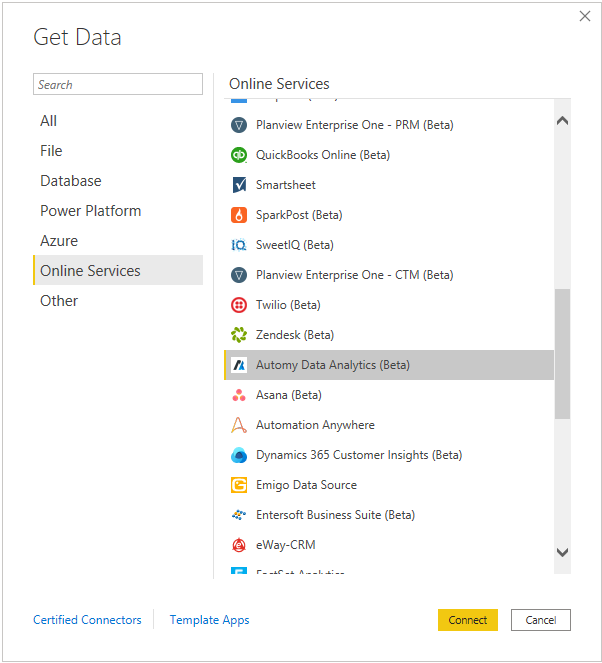 Get Data
Search
All
File
Database
Power Platform
Azure
Online Services
Other
Online Services
Planview Enterprise One - PRM (Beta)
QuickBooks Online (Beta)
Smartsheet
SparkPost (Beta)
SweetIQ (Beta)
Planview Enterprise One - CTM (Beta)
Twilio (Beta)
Zendesk (Beta)
Automy Data Analytics (Beta)
Asana (Beta)
Automation Anywhere
Dynamics 365 Customer Insights (Beta)
Emigo Data Source
Entersoft Business Suite (Beta)
eWay-CRM
FactSet Analytics
Certified Connectors
Template Apps
Connect
Cancel